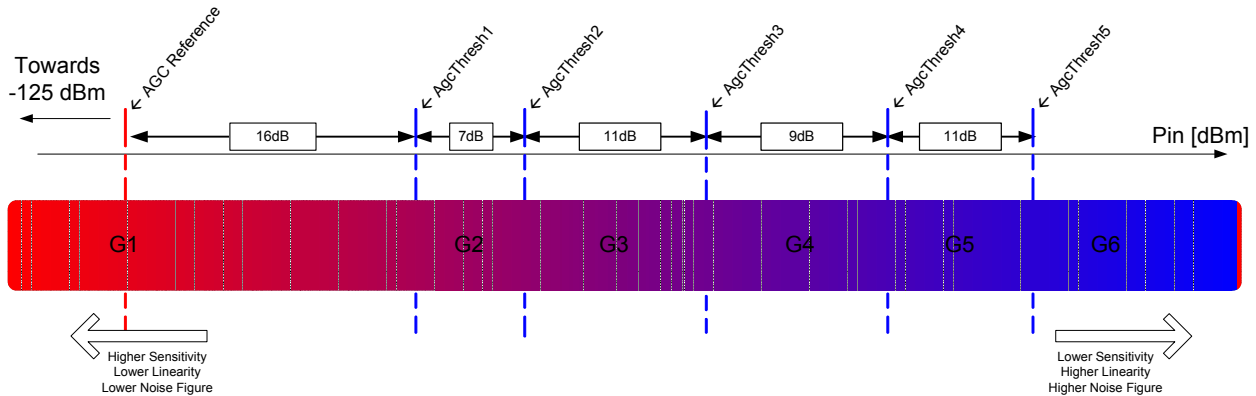 Towards
-125 dBm
← AGC Reference
← AgcThresh1
← AgcThresh2
← AgcThresh3
← AgcThresh4
← AgcThresh5
16dB
7dB
11dB
9dB
11dB
Pin [dBm]
G1
G2
G3
G4
G5
G6
Higher Sensitivity
Lower Linearity
Lower Noise Figure
Lower Sensitivity
Higher Linearity
Higher Noise Figure